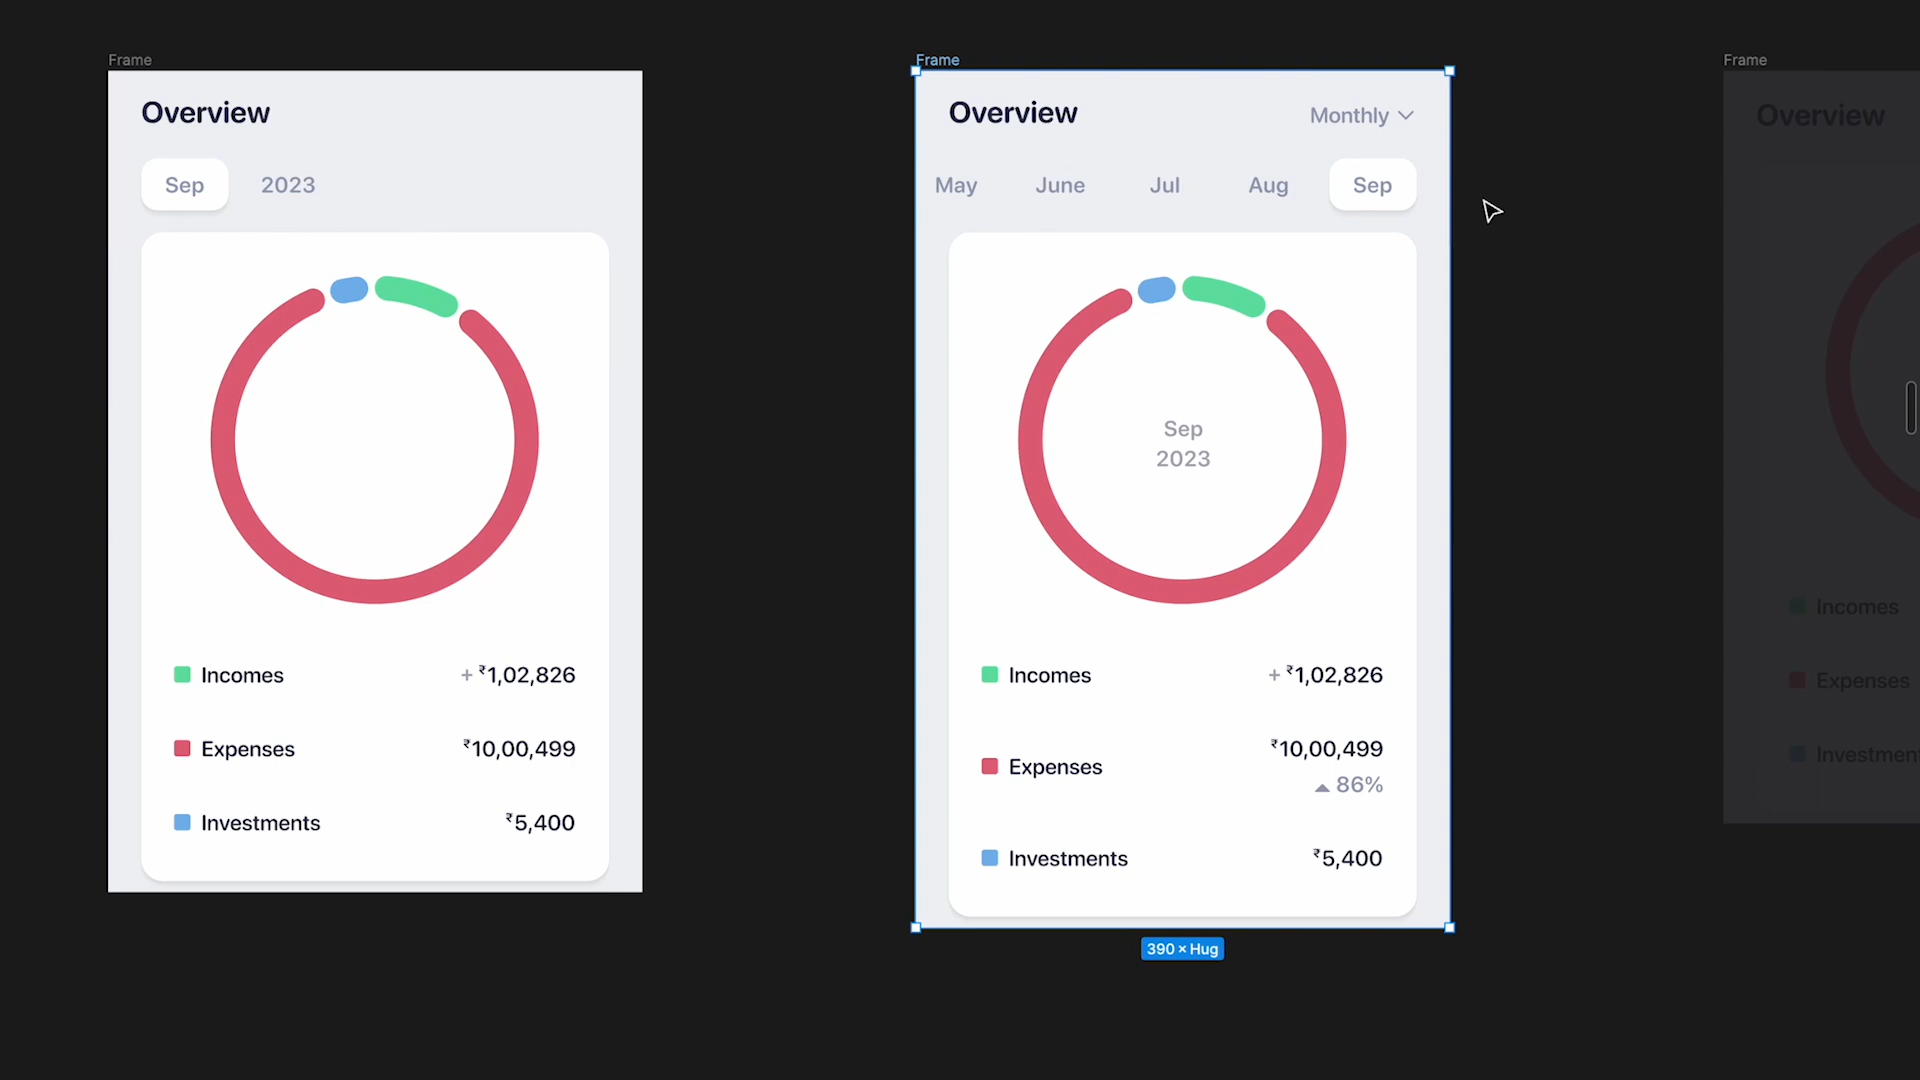 Frame
Overview
Sep 2023
Incomes + ₹1,02,826
Expenses ₹10,00,499
Investments ₹5,400
Frame
Overview Monthly
May June Jul Aug Sep
Sep
2023
Incomes + ₹1,02,826
Expenses ₹10,00,499
86%
Investments ₹5,400
390 × Hug
Frame
Overview
Incomes
Expenses